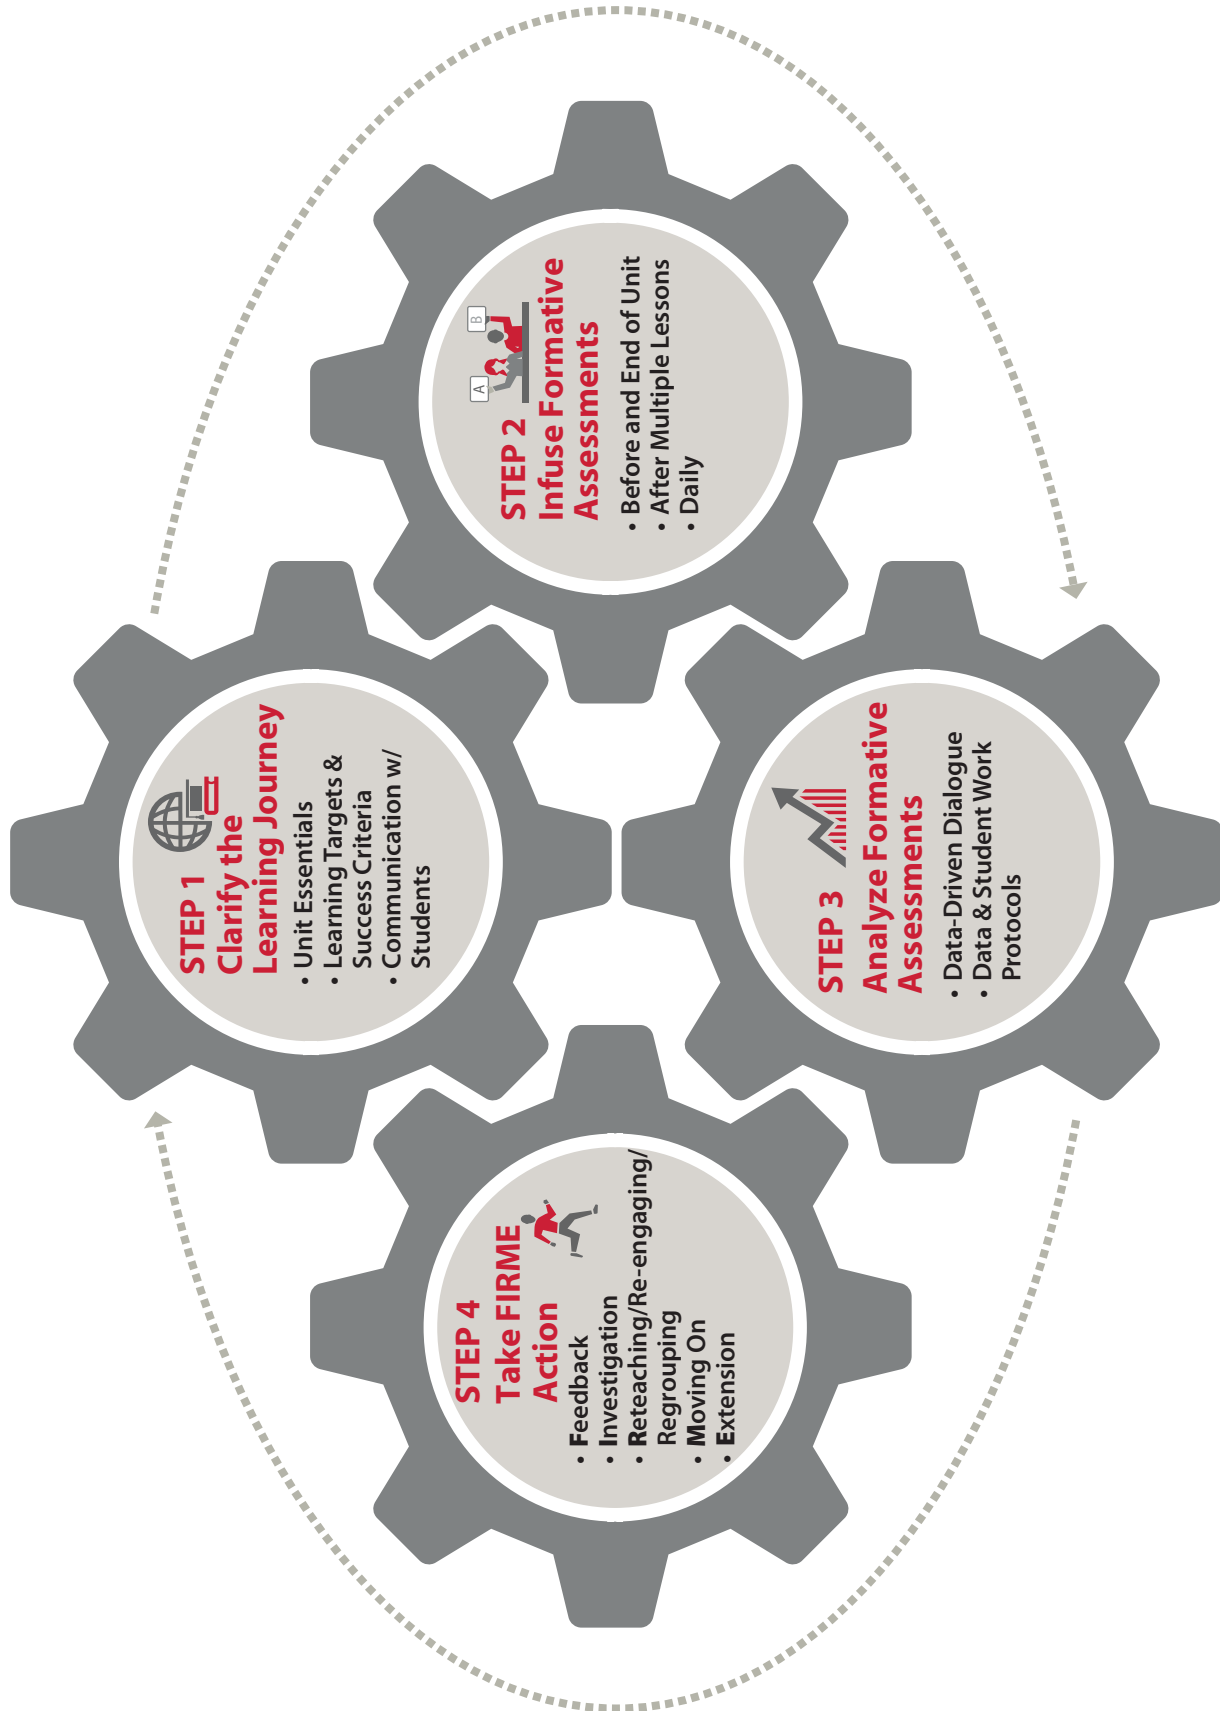 STEP 1
Clarify the
Learning Journey
• Unit Essentials
• Learning Targets &
Success Criteria
• Communication w/
Students
STEP 2
Infuse Formative
Assessments
• Before and End of Unit
• After Multiple Lessons
• Daily
A
B
STEP 3
Analyze Formative
Assessments
• Data-Driven Dialogue
• Data & Student Work
Protocols
STEP 4
Take FIRME
Action
• Feedback
• Investigation
• Reteaching/Re-engaging/
Regrouping
• Moving On
• Extension